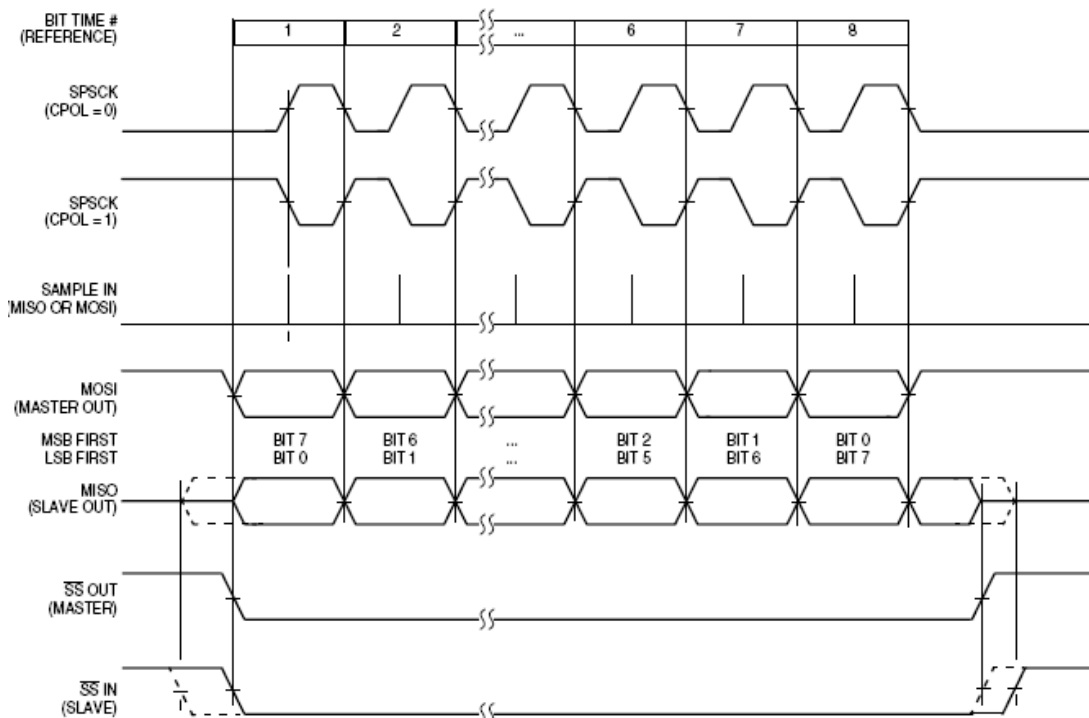 BIT TIME #
(REFERENCE)
1 2 ... 6 7 8
SPSCK
(CPOL = 0)
SPSCK
(CPOL = 1)
SAMPLE IN
(MISO OR MOSI)
MOSI
(MASTER OUT)
MSB FIRST BIT 7 BIT 6 ... BIT 2 BIT 1 BIT 0
LSB FIRST BIT 0 BIT 1 ... BIT 5 BIT 6 BIT 7
MISO
(SLAVE OUT)
S̅S̅ OUT
(MASTER)
S̅S̅ IN
(SLAVE)